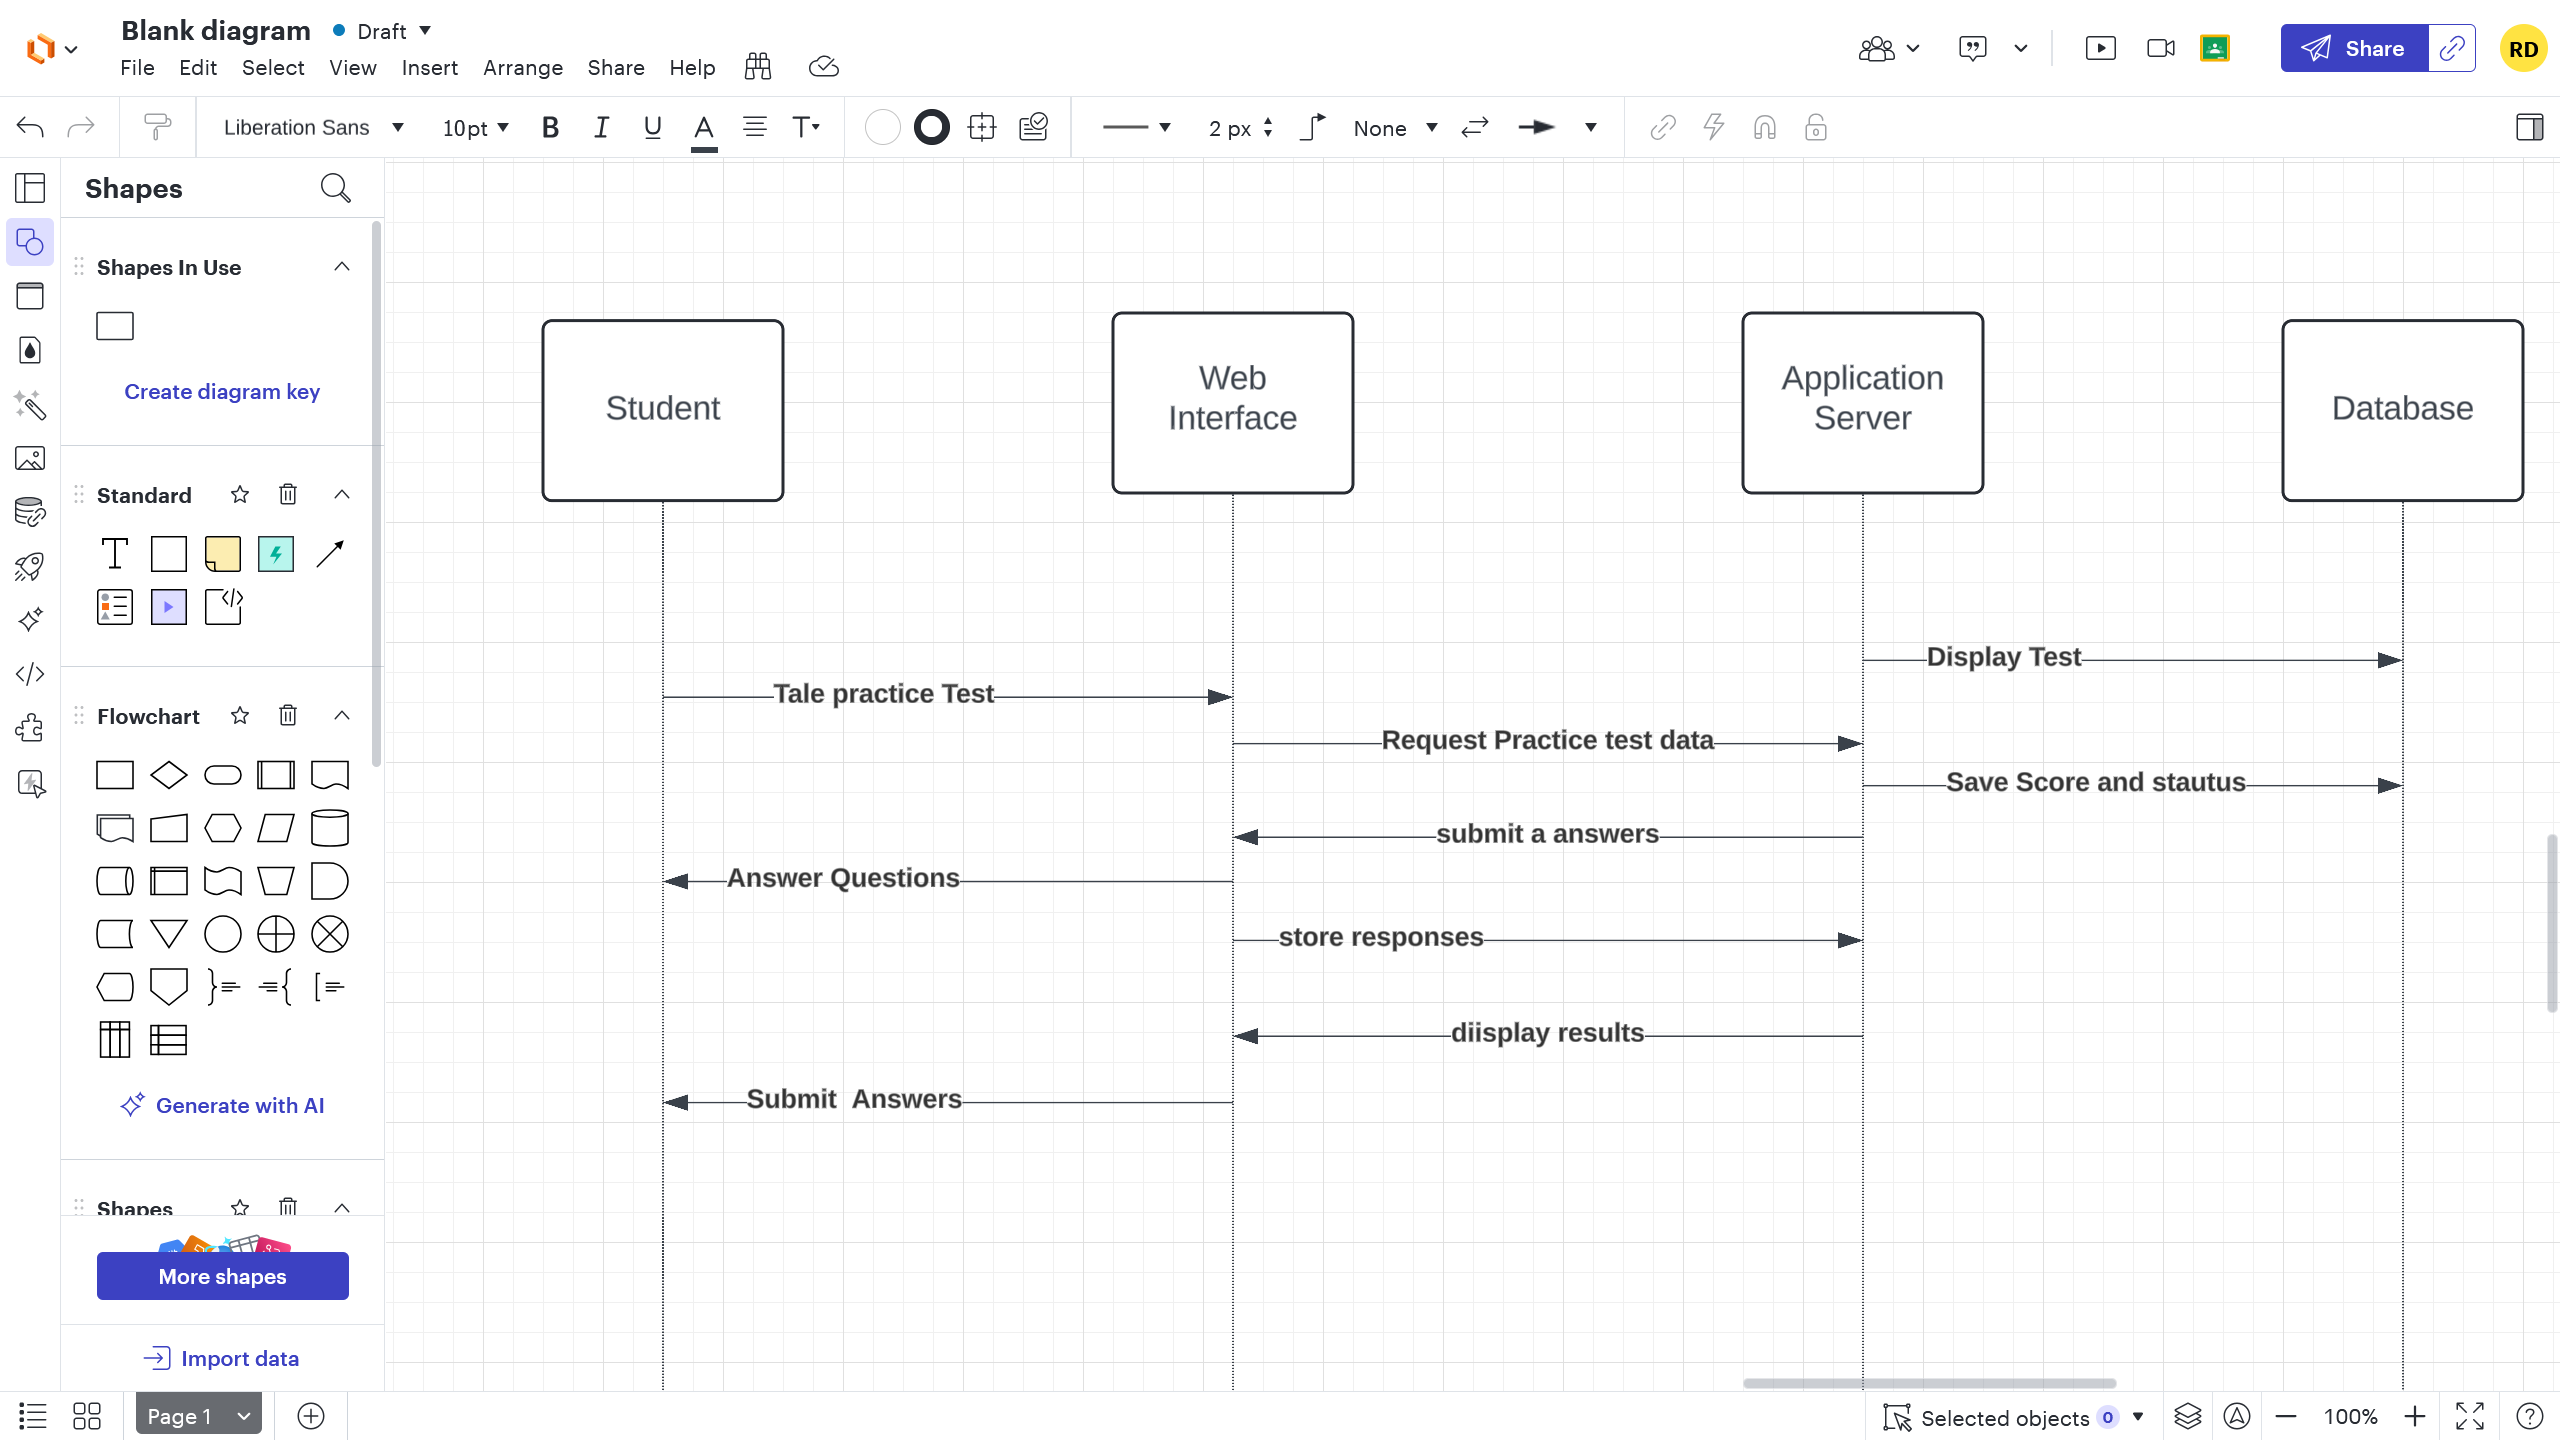 Blank diagram
Draft
File Edit Select View Insert Arrange Share Help
Share
RD
Liberation Sans
10pt
B I U A T
2 px
None
Shapes
Shapes In Use
Create diagram key
Standard
T
Flowchart
Generate with AI
Shapes
More shapes
Import data
Student
Web
Interface
Application
Server
Database
Display Test
Tale practice Test
Request Practice test data
Save Score and stautus
submit a answers
Answer Questions
store responses
diisplay results
Submit  Answers
Page 1
Selected objects 0
100%